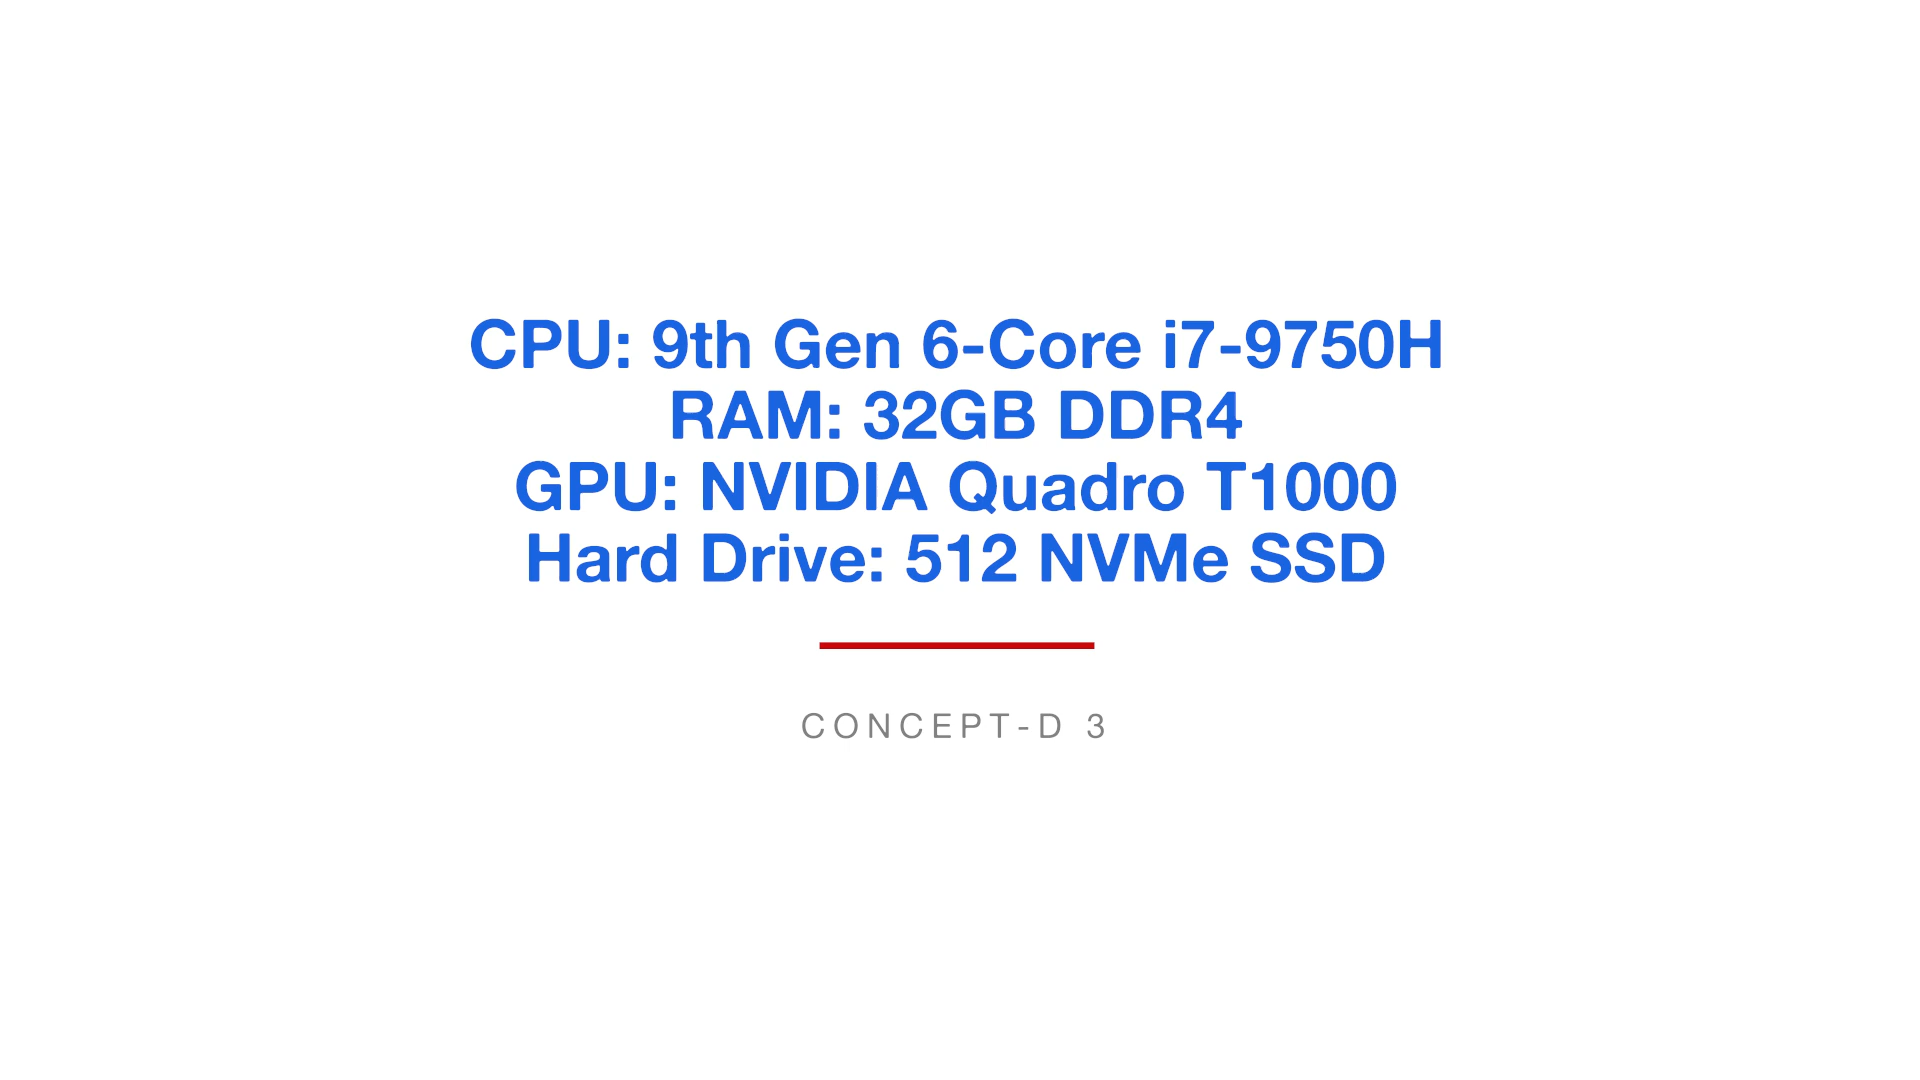 CPU: 9th Gen 6-Core i7-9750H
RAM: 32GB DDR4
GPU: NVIDIA Quadro T1000
Hard Drive: 512 NVMe SSD
CONCEPT-D 3